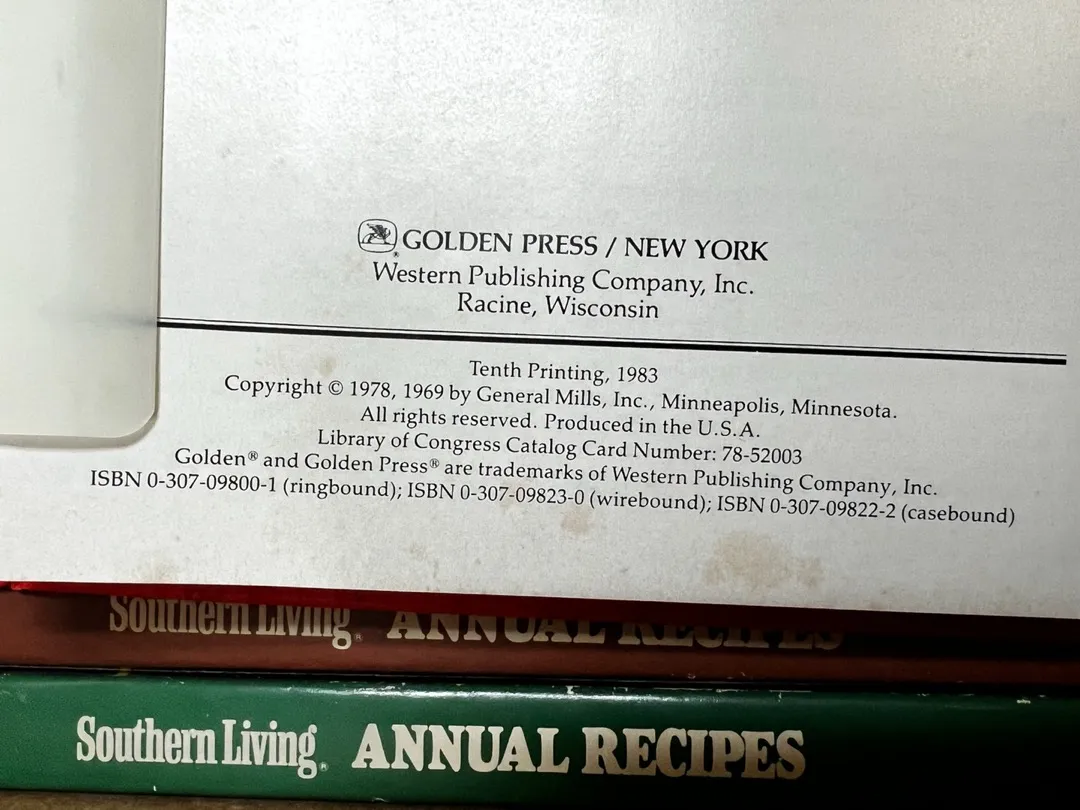 GOLDEN PRESS / NEW YORK
Western Publishing Company, Inc.
Racine, Wisconsin
Tenth Printing, 1983
Copyright © 1978, 1969 by General Mills, Inc., Minneapolis, Minnesota.
All rights reserved. Produced in the U.S.A.
Library of Congress Catalog Card Number: 78-52003
Golden® and Golden Press® are trademarks of Western Publishing Company, Inc.
ISBN 0-307-09800-1 (ringbound); ISBN 0-307-09823-0 (wirebound); ISBN 0-307-09822-2 (casebound)
Southern Living® ANNUAL RECIPES
Southern Living® ANNUAL RECIPES